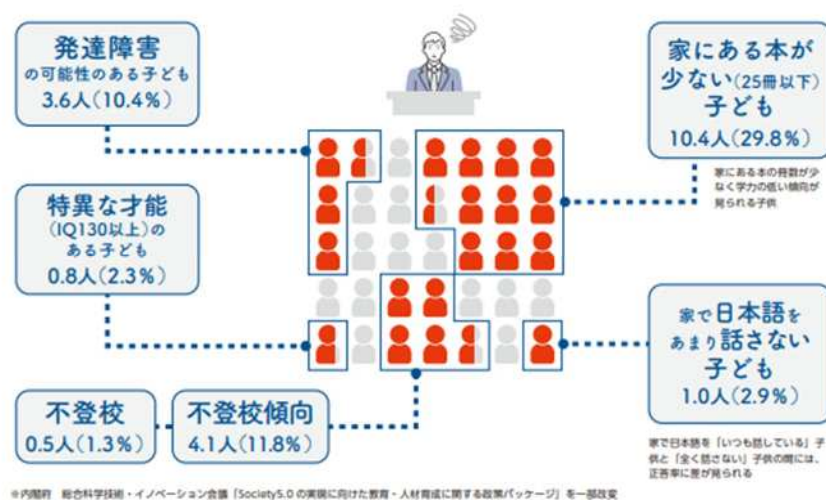 発達障害
の可能性のある子ども
3.6人(10.4%)
家にある本が
少ない(25冊以下)
子ども
10.4人(29.8%)
家にある本の冊数が少
なく学力の低い傾向が
見られる子供
特異な才能
(IQ130以上)の
ある子ども
0.8人(2.3%)
家で日本語を
あまり話さない
子ども
1.0人(2.9%)
家で日本語を「いつも話している」子
供と「全く話さない」子供の間には、
正答率に差が見られる
不登校
0.5人(1.3%)
不登校傾向
4.1人(11.8%)
※内閣府 総合科学技術・イノベーション会議「Society5.0 の実現に向けた教育・人材育成に関する政策パッケージ」を一部改変